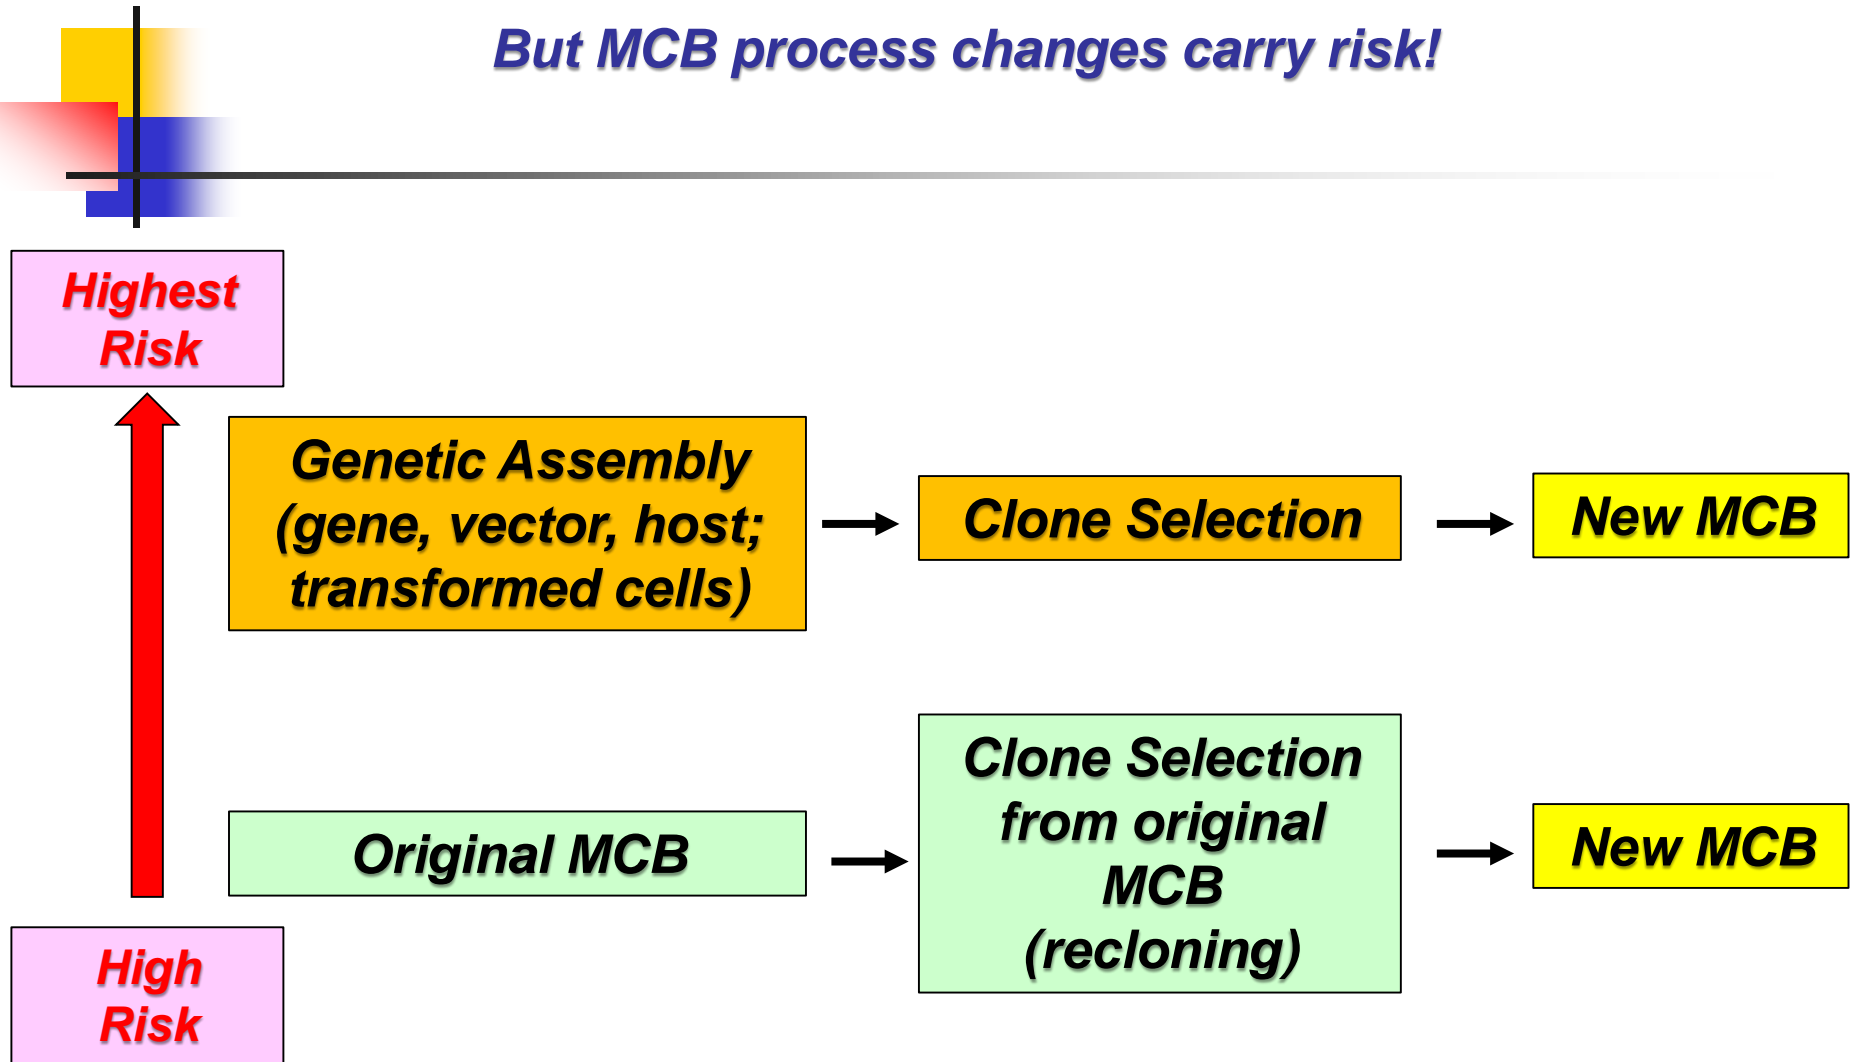 But MCB process changes carry risk!
Highest
Risk
Genetic Assembly
(gene, vector, host;
transformed cells)
Clone Selection
New MCB
Original MCB
Clone Selection
from original
MCB
(recloning)
New MCB
High
Risk